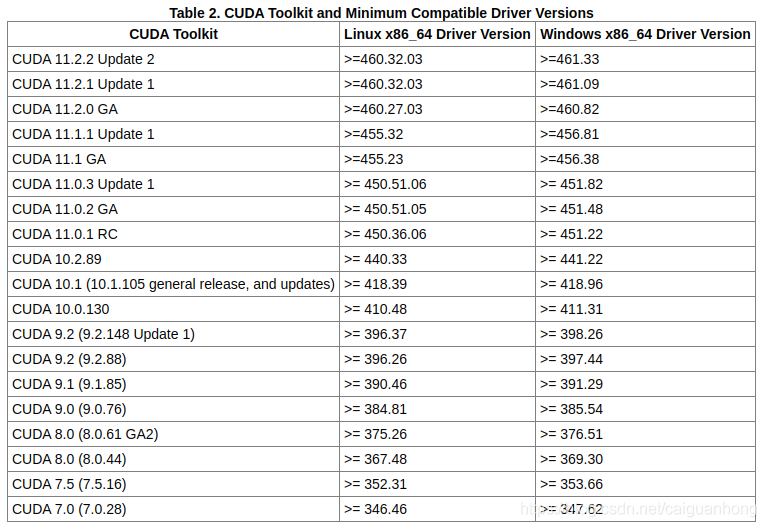 Table 2. CUDA Toolkit and Minimum Compatible Driver Versions
CUDA Toolkit Linux x86_64 Driver Version Windows x86_64 Driver Version
CUDA 11.2.2 Update 2 >=460.32.03 >=461.33
CUDA 11.2.1 Update 1 >=460.32.03 >=461.09
CUDA 11.2.0 GA >=460.27.03 >=460.82
CUDA 11.1.1 Update 1 >=455.32 >=456.81
CUDA 11.1 GA >=455.23 >=456.38
CUDA 11.0.3 Update 1 >= 450.51.06 >= 451.82
CUDA 11.0.2 GA >= 450.51.05 >= 451.48
CUDA 11.0.1 RC >= 450.36.06 >= 451.22
CUDA 10.2.89 >= 440.33 >= 441.22
CUDA 10.1 (10.1.105 general release, and updates) >= 418.39 >= 418.96
CUDA 10.0.130 >= 410.48 >= 411.31
CUDA 9.2 (9.2.148 Update 1) >= 396.37 >= 398.26
CUDA 9.2 (9.2.88) >= 396.26 >= 397.44
CUDA 9.1 (9.1.85) >= 390.46 >= 391.29
CUDA 9.0 (9.0.76) >= 384.81 >= 385.54
CUDA 8.0 (8.0.61 GA2) >= 375.26 >= 376.51
CUDA 8.0 (8.0.44) >= 367.48 >= 369.30
CUDA 7.5 (7.5.16) >= 352.31 >= 353.66
CUDA 7.0 (7.0.28) >= 346.46 >= 347.62